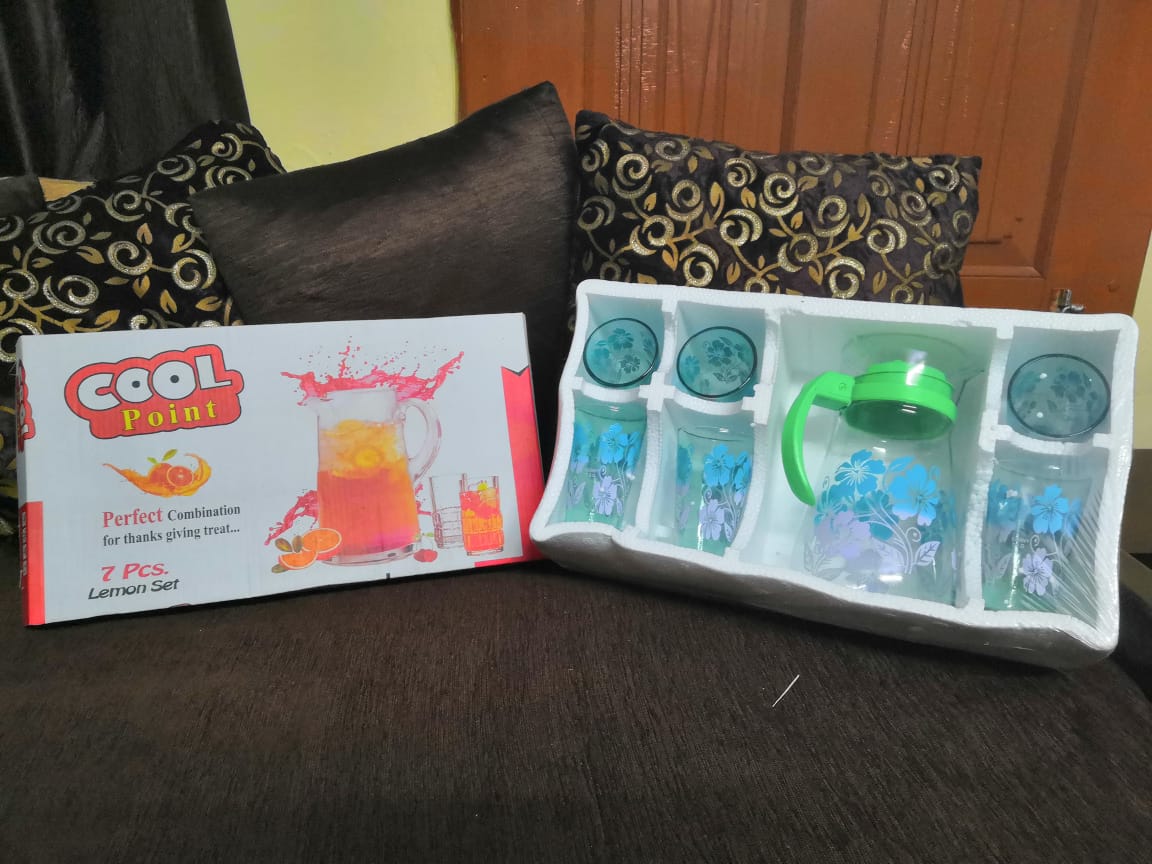 COOL
Point
Perfect Combination
for thanks giving treat...
7 Pcs.
Lemon Set